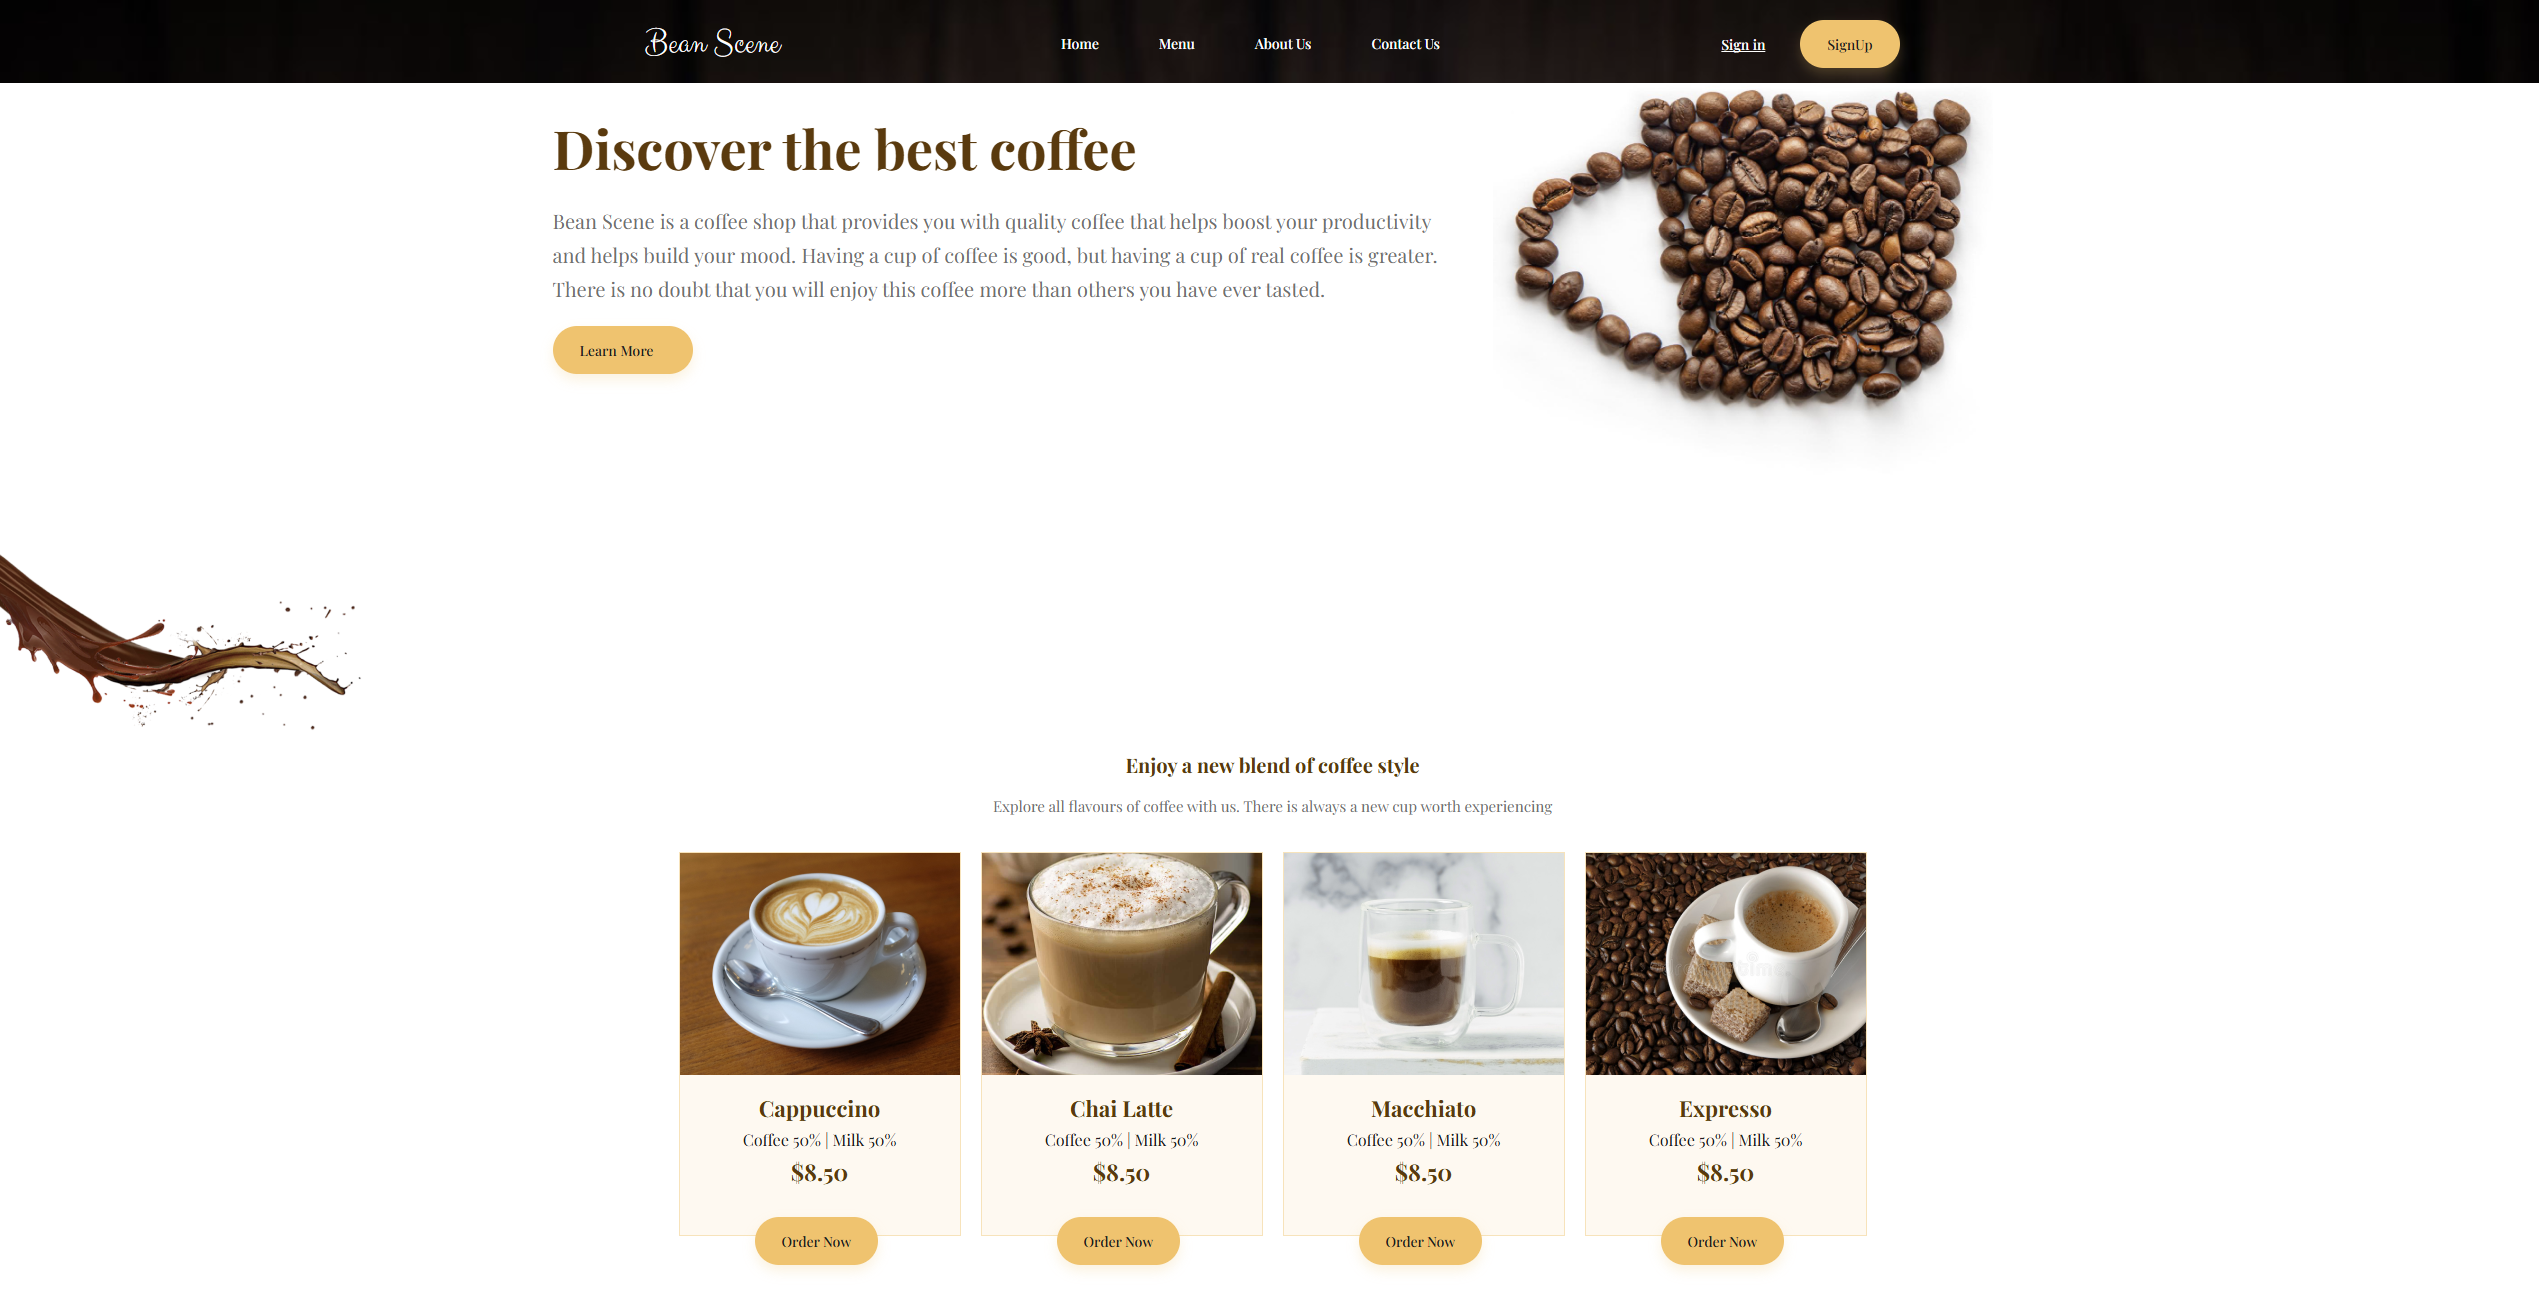 Bean Scene
Home
Menu
About Us
Contact Us
Sign in
SignUp
Discover the best coffee
Bean Scene is a coffee shop that provides you with quality coffee that helps boost your productivity
and helps build your mood. Having a cup of coffee is good, but having a cup of real coffee is greater.
There is no doubt that you will enjoy this coffee more than others you have ever tasted.
Learn More
Enjoy a new blend of coffee style
Explore all flavours of coffee with us. There is always a new cup worth experiencing
Cappuccino
Coffee 50% | Milk 50%
$8.50
Order Now
Chai Latte
Coffee 50% | Milk 50%
$8.50
Order Now
Macchiato
Coffee 50% | Milk 50%
$8.50
Order Now
Expresso
Coffee 50% | Milk 50%
$8.50
Order Now